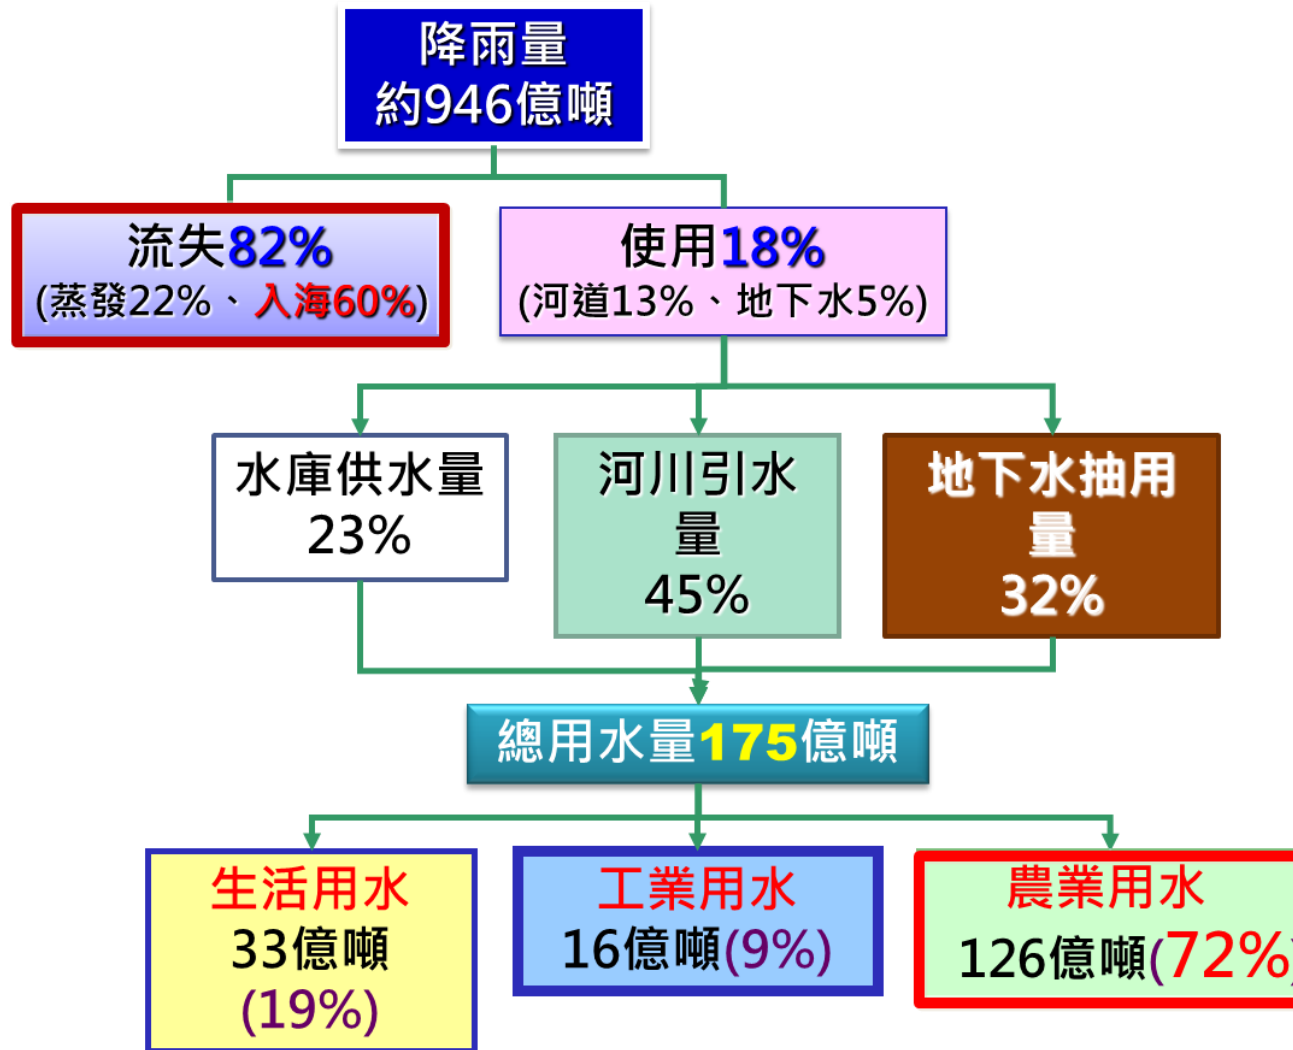 降雨量
約946億噸
流失82%
(蒸發22%、入海60%)
使用18%
(河道13%、地下水5%)
水庫供水量
23%
河川引水
量
45%
地下水抽用
量
32%
總用水量175億噸
生活用水
33億噸
(19%)
工業用水
16億噸(9%)
農業用水
126億噸(72%)